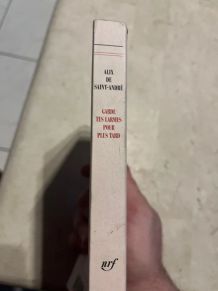 ALIX
DE
SAINT-ANDRÉ
GARDE
TES LARMES
POUR
PLUS TARD
nrf